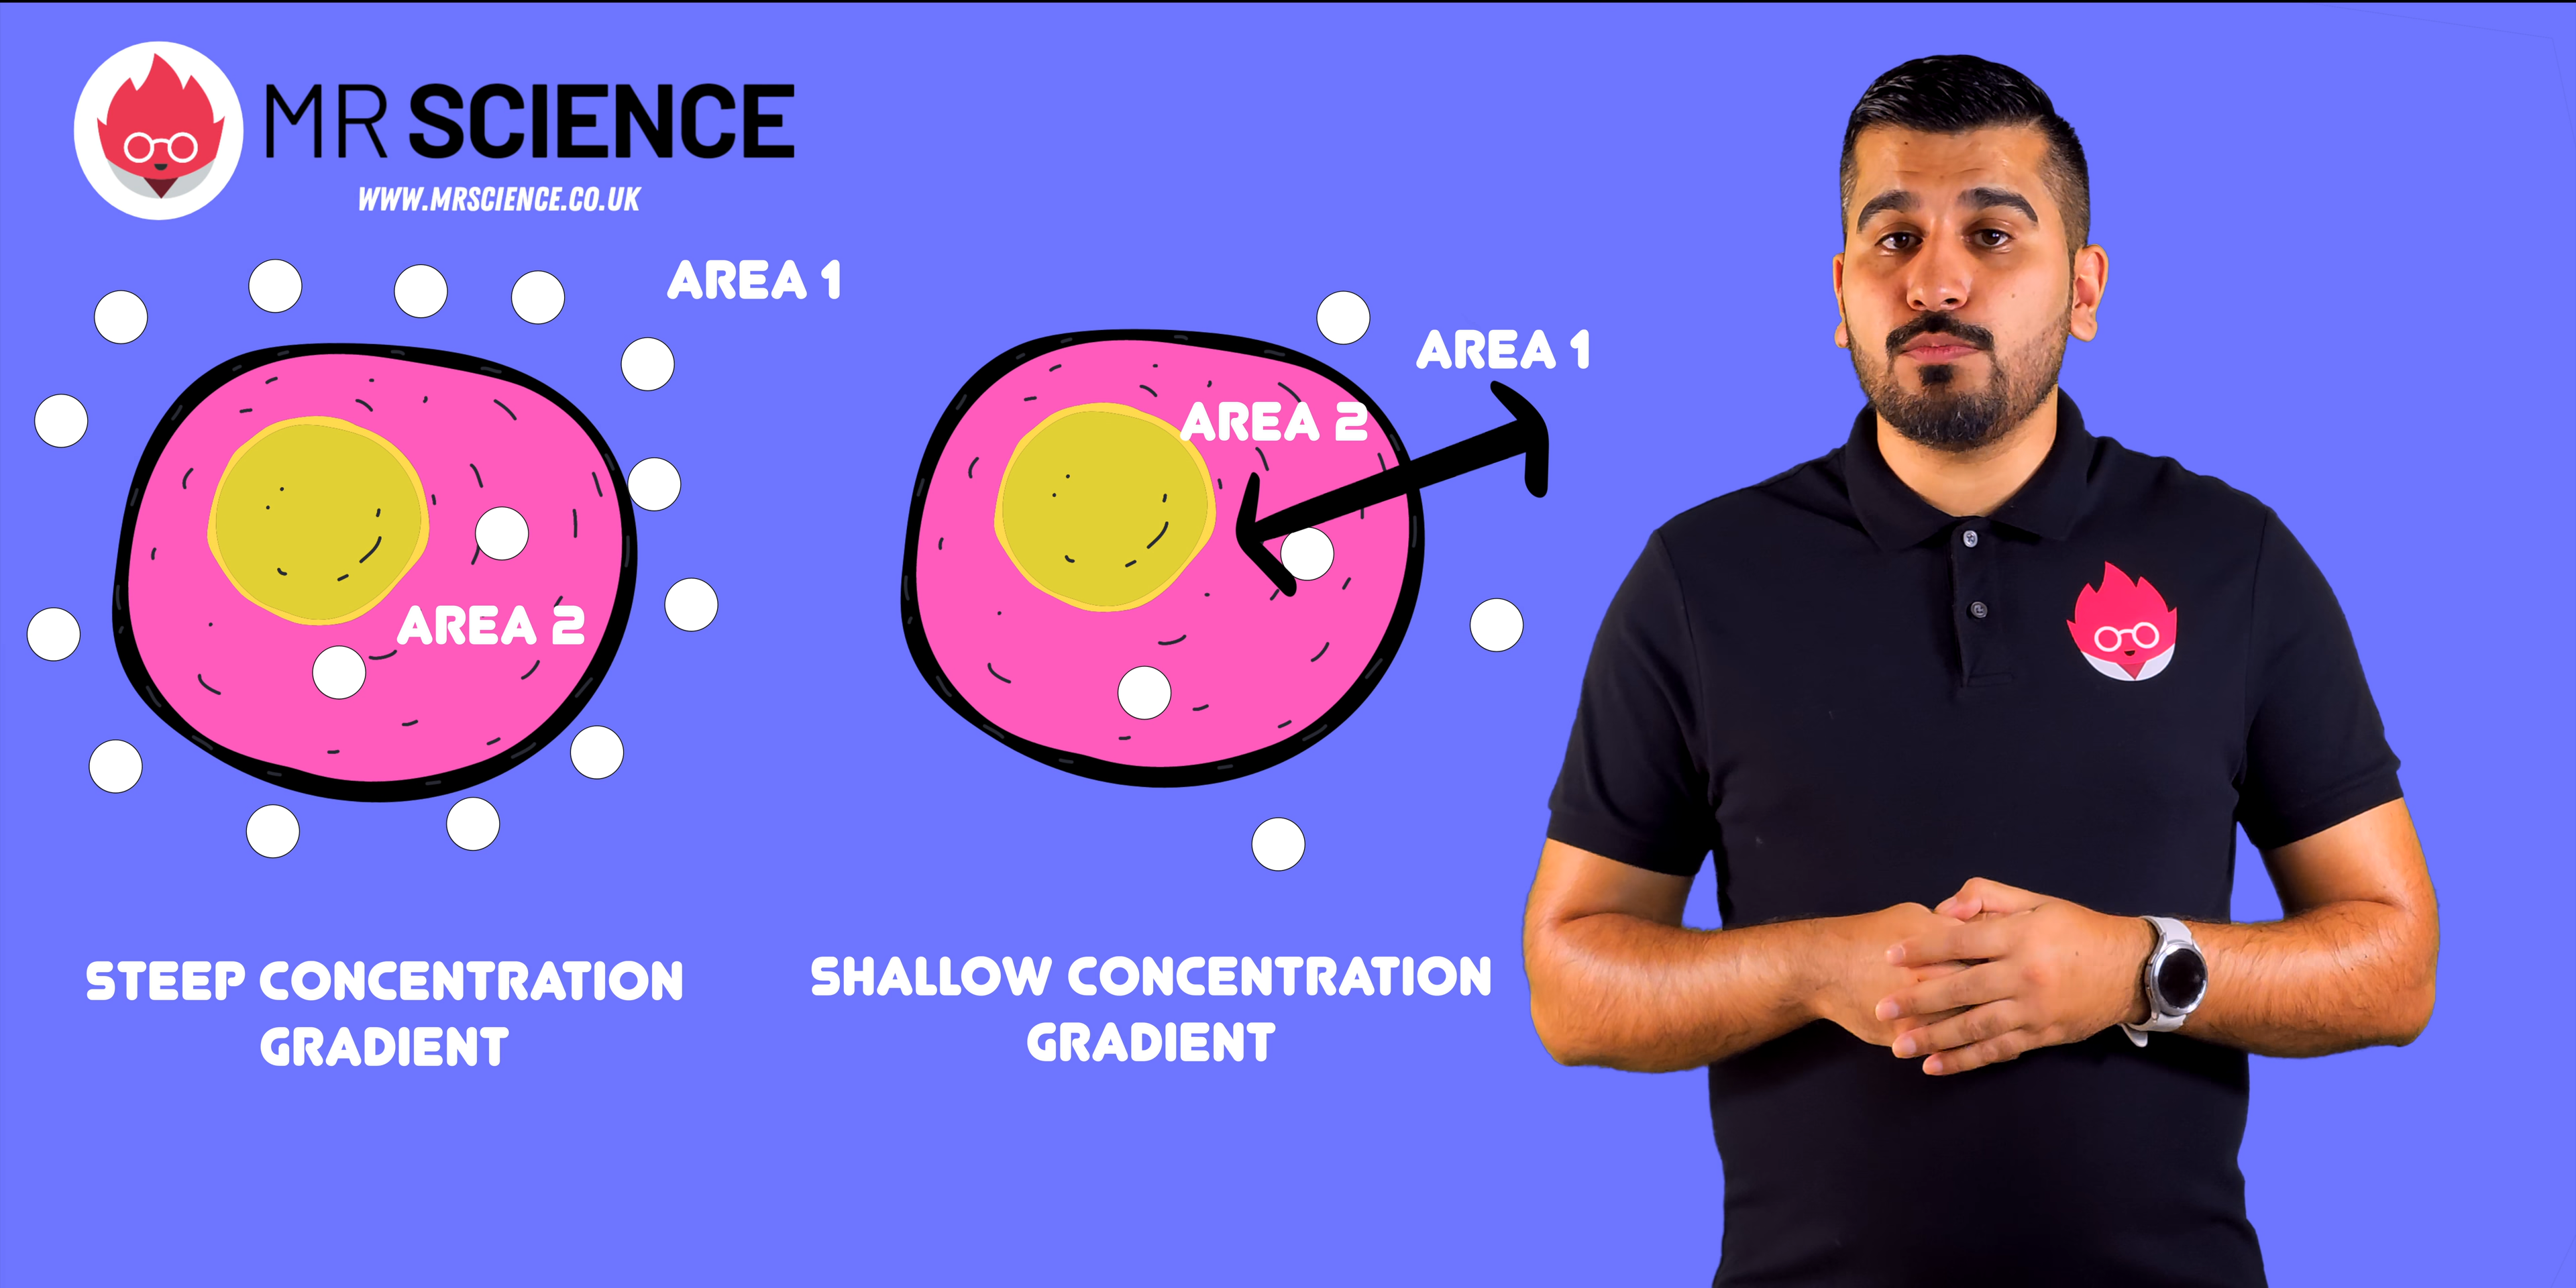 MR SCIENCE
WWW.MRSCIENCE.CO.UK
AREA 1
AREA 2
STEEP CONCENTRATION
GRADIENT
AREA 1
AREA 2
SHALLOW CONCENTRATION
GRADIENT